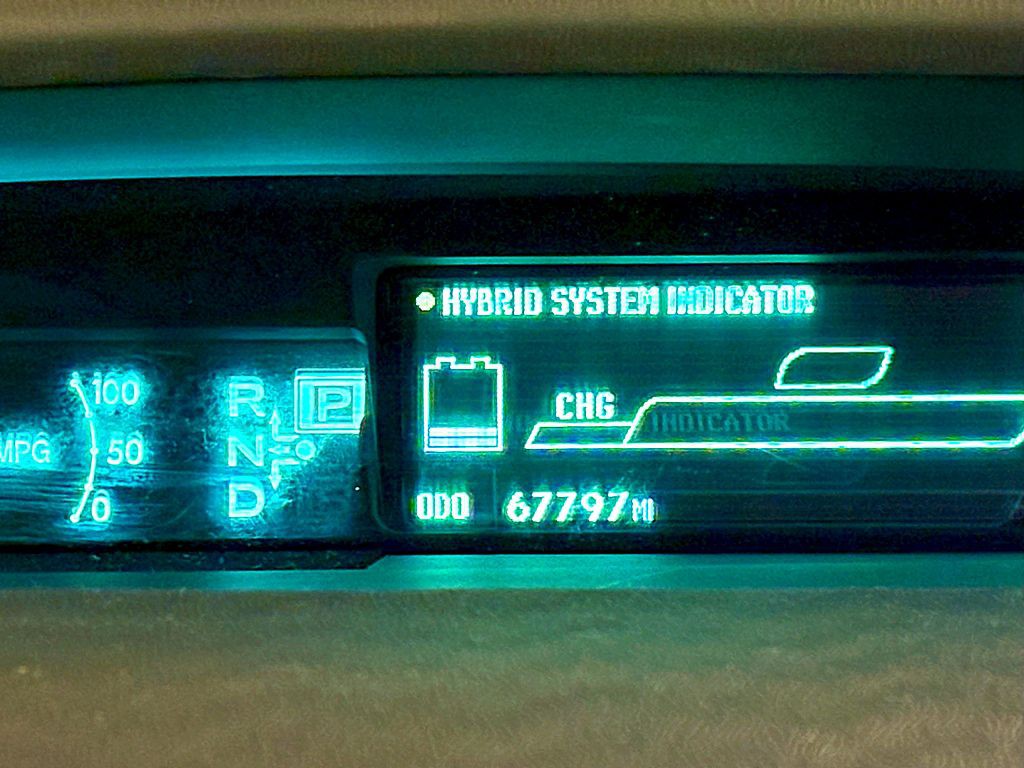 HYBRID SYSTEM INDICATOR
100
R
P
CHG
INDICATOR
MPG
50
N
0
D
ODO 67797 MI